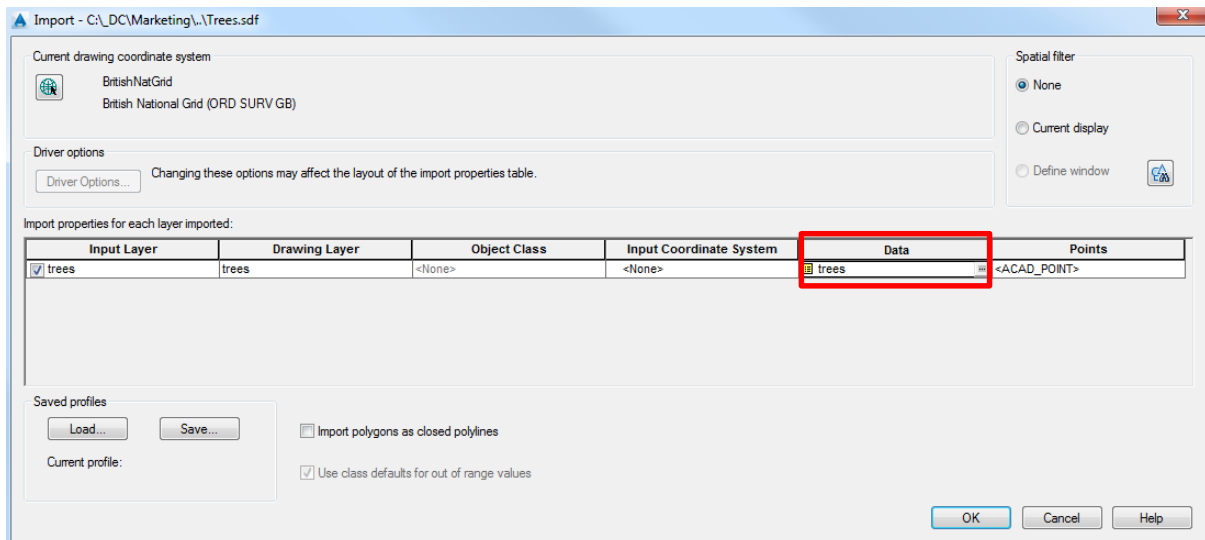 Import - C:\_DC\Marketing\..\Trees.sdf
Current drawing coordinate system
BritishNatGrid
British National Grid (ORD SURV GB)
Spatial filter
None
Current display
Define window
Driver options
Driver Options...
Changing these options may affect the layout of the import properties table.
Import properties for each layer imported:
Input Layer Drawing Layer Object Class Input Coordinate System Data Points
trees trees <None> <None> trees ... <ACAD_POINT>
Saved profiles
Load... Save...
Current profile:
Import polygons as closed polylines
Use class defaults for out of range values
OK Cancel Help